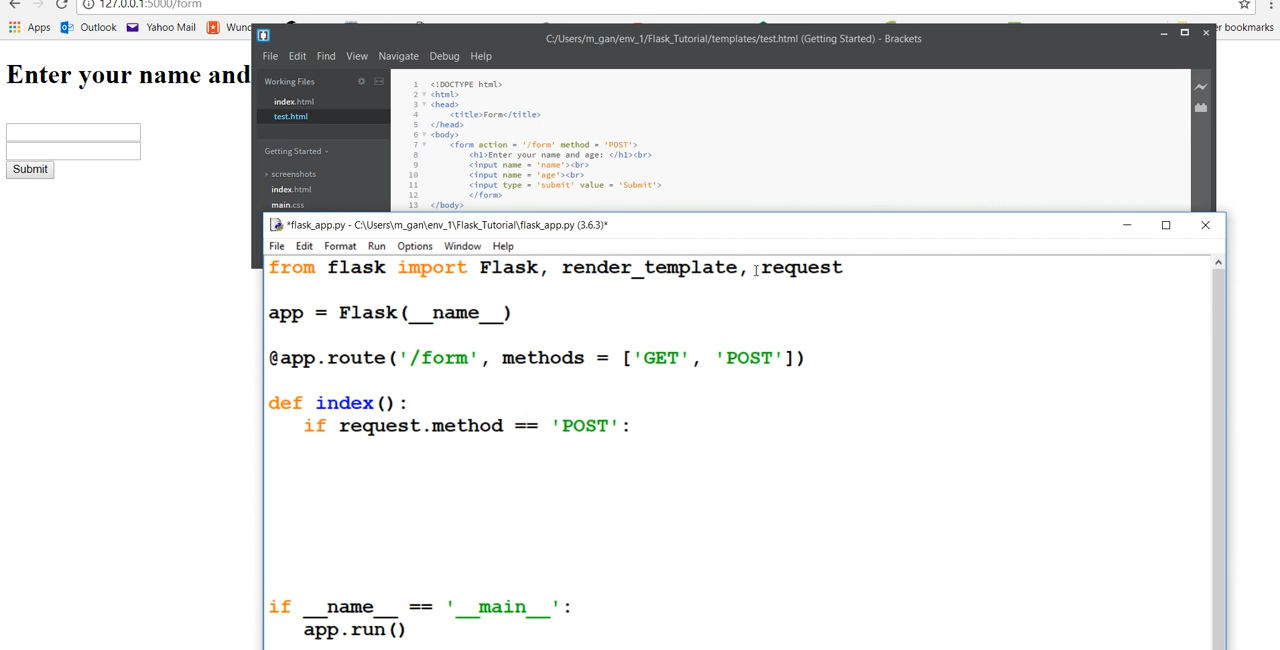 127.0.0.1:5000/form
Apps Outlook Yahoo Mail
er bookmarks
Enter your name and
Submit
C:/Users/m_gan/env_1/Flask_Tutorial/templates/test.html (Getting Started) - Brackets
File Edit Find View Navigate Debug Help
Working Files
index.html
test.html
Getting Started
screenshots
index.html
main.css
1 <!DOCTYPE html>
2 <html>
3 <head>
4 <title>Form</title>
5 </head>
6 <body>
7 <form action = '/form' method = 'POST'>
8 <h1>Enter your name and age: </h1><br>
9 <input name = 'name'><br>
10 <input name = 'age'><br>
11 <input type = 'submit' value = 'Submit'>
12 </form>
13 </body>
*flask_app.py - C:\Users\m_gan\env_1\Flask_Tutorial\flask_app.py (3.6.3)*
File Edit Format Run Options Window Help
from flask import Flask, render_template, request
app = Flask(__name__)
@app.route('/form', methods = ['GET', 'POST'])
def index():
if request.method == 'POST':
if __name__ == '__main__':
app.run()